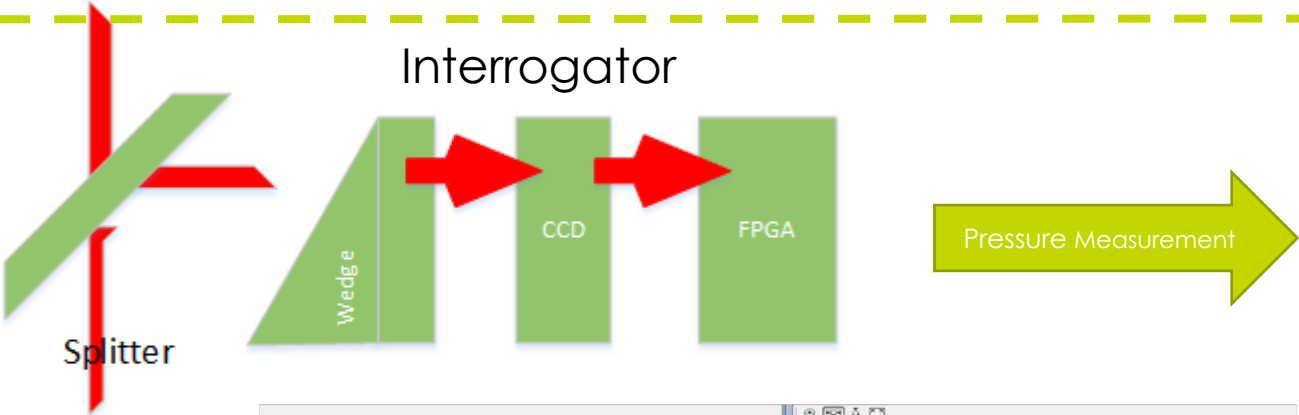 Interrogator
Wedge
CCD
FPGA
Pressure Measurement
Splitter